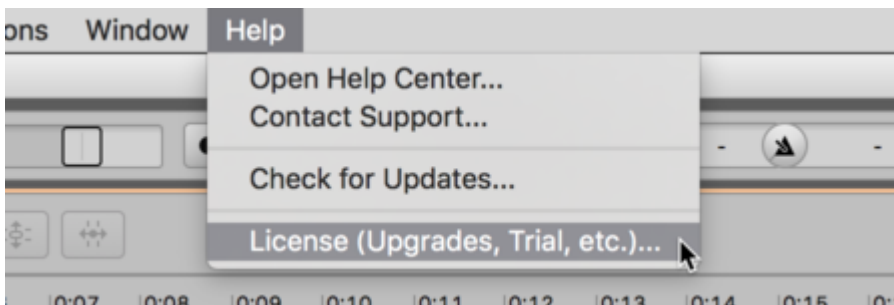 ons Window Help
Open Help Center...
Contact Support...
- -
Check for Updates...
License (Upgrades, Trial, etc.)...
0:07 0:08 0:09 0:10 0:11 0:12 0:13 0:14 0:15